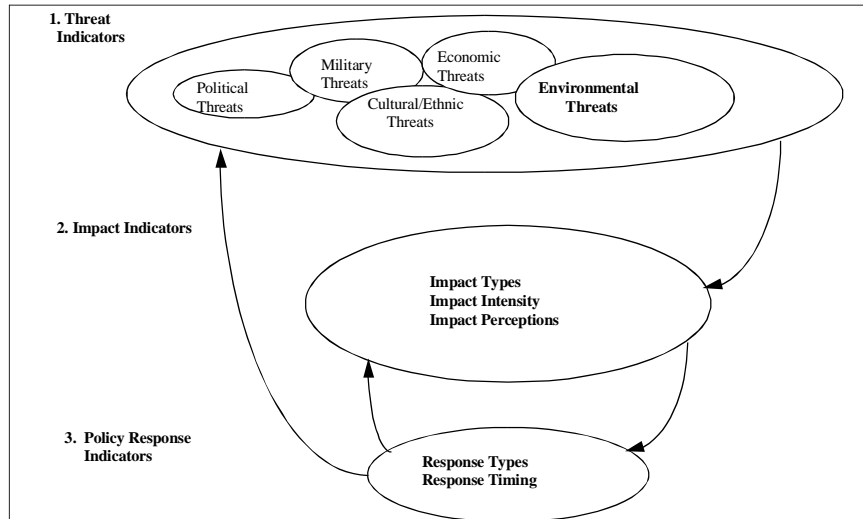 1. Threat
Indicators
Political
Threats
Military
Threats
Economic
Threats
Cultural/Ethnic
Threats
Environmental
Threats
2. Impact Indicators
Impact Types
Impact Intensity
Impact Perceptions
3. Policy Response
Indicators
Response Types
Response Timing